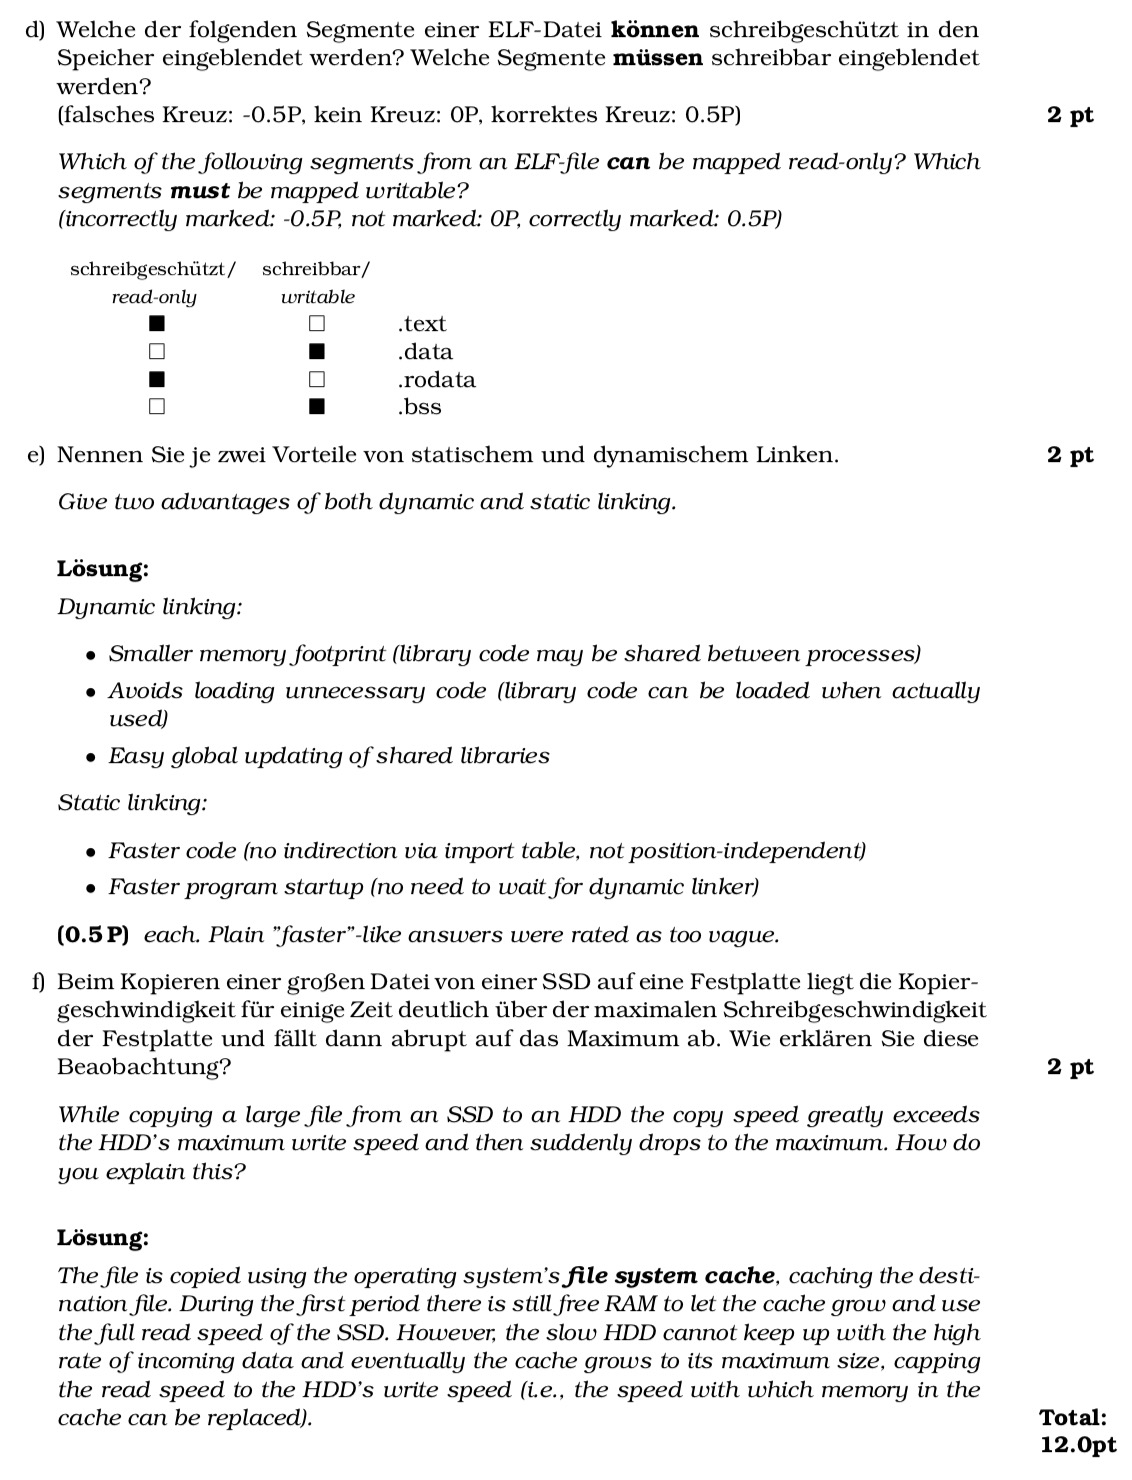 d) Welche der folgenden Segmente einer ELF-Datei können schreibgeschützt in den
Speicher eingeblendet werden? Welche Segmente müssen schreibbar eingeblendet
werden?
(falsches Kreuz: -0.5P, kein Kreuz: 0P, korrektes Kreuz: 0.5P) 2 pt
Which of the following segments from an ELF-file can be mapped read-only? Which
segments must be mapped writable?
(incorrectly marked: -0.5P, not marked: 0P, correctly marked: 0.5P)
schreibgeschützt/ schreibbar/
read-only writable
■ □ .text
□ ■ .data
■ □ .rodata
□ ■ .bss
e) Nennen Sie je zwei Vorteile von statischem und dynamischem Linken. 2 pt
Give two advantages of both dynamic and static linking.
Lösung:
Dynamic linking:
• Smaller memory footprint (library code may be shared between processes)
• Avoids loading unnecessary code (library code can be loaded when actually
used)
• Easy global updating of shared libraries
Static linking:
• Faster code (no indirection via import table, not position-independent)
• Faster program startup (no need to wait for dynamic linker)
(0.5 P) each. Plain ”faster”-like answers were rated as too vague.
f) Beim Kopieren einer großen Datei von einer SSD auf eine Festplatte liegt die Kopier-
geschwindigkeit für einige Zeit deutlich über der maximalen Schreibgeschwindigkeit
der Festplatte und fällt dann abrupt auf das Maximum ab. Wie erklären Sie diese
Beaobachtung? 2 pt
While copying a large file from an SSD to an HDD the copy speed greatly exceeds
the HDD's maximum write speed and then suddenly drops to the maximum. How do
you explain this?
Lösung:
The file is copied using the operating system's file system cache, caching the desti-
nation file. During the first period there is still free RAM to let the cache grow and use
the full read speed of the SSD. However, the slow HDD cannot keep up with the high
rate of incoming data and eventually the cache grows to its maximum size, capping
the read speed to the HDD's write speed (i.e., the speed with which memory in the
cache can be replaced).
Total:
12.0pt